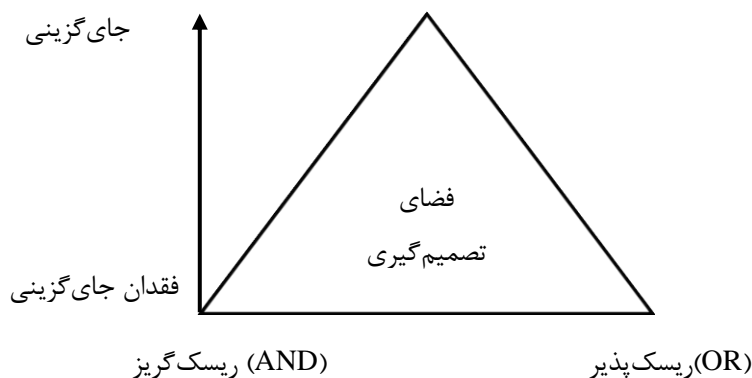 جای‌گزینی
فضای
تصمیم‌گیری
فقدان جای‌گزینی
ریسک‌گریز (AND)
ریسک‌پذیر(OR)